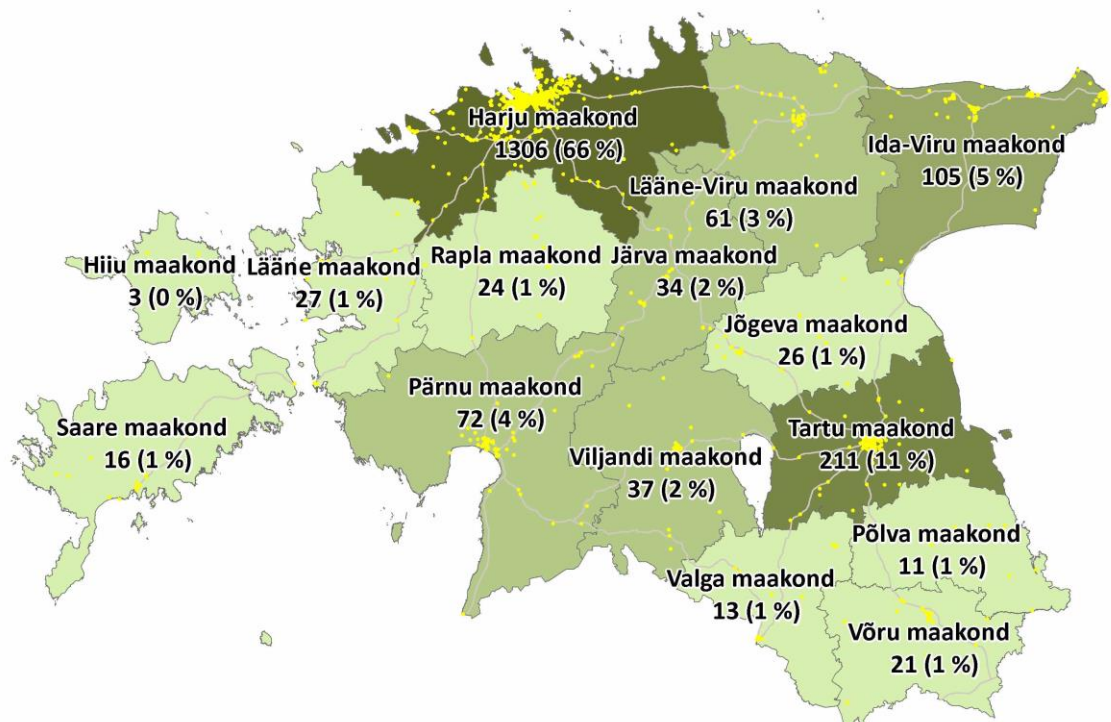 Harju maakond
1306 (66 %)
Ida-Viru maakond
105 (5 %)
Lääne-Viru maakond
61 (3 %)
Hiiu maakond
3 (0 %)
Lääne maakond
27 (1 %)
Rapla maakond
24 (1 %)
Järva maakond
34 (2 %)
Jõgeva maakond
26 (1 %)
Pärnu maakond
72 (4 %)
Saare maakond
16 (1 %)
Viljandi maakond
37 (2 %)
Tartu maakond
211 (11 %)
Põlva maakond
11 (1 %)
Valga maakond
13 (1 %)
Võru maakond
21 (1 %)